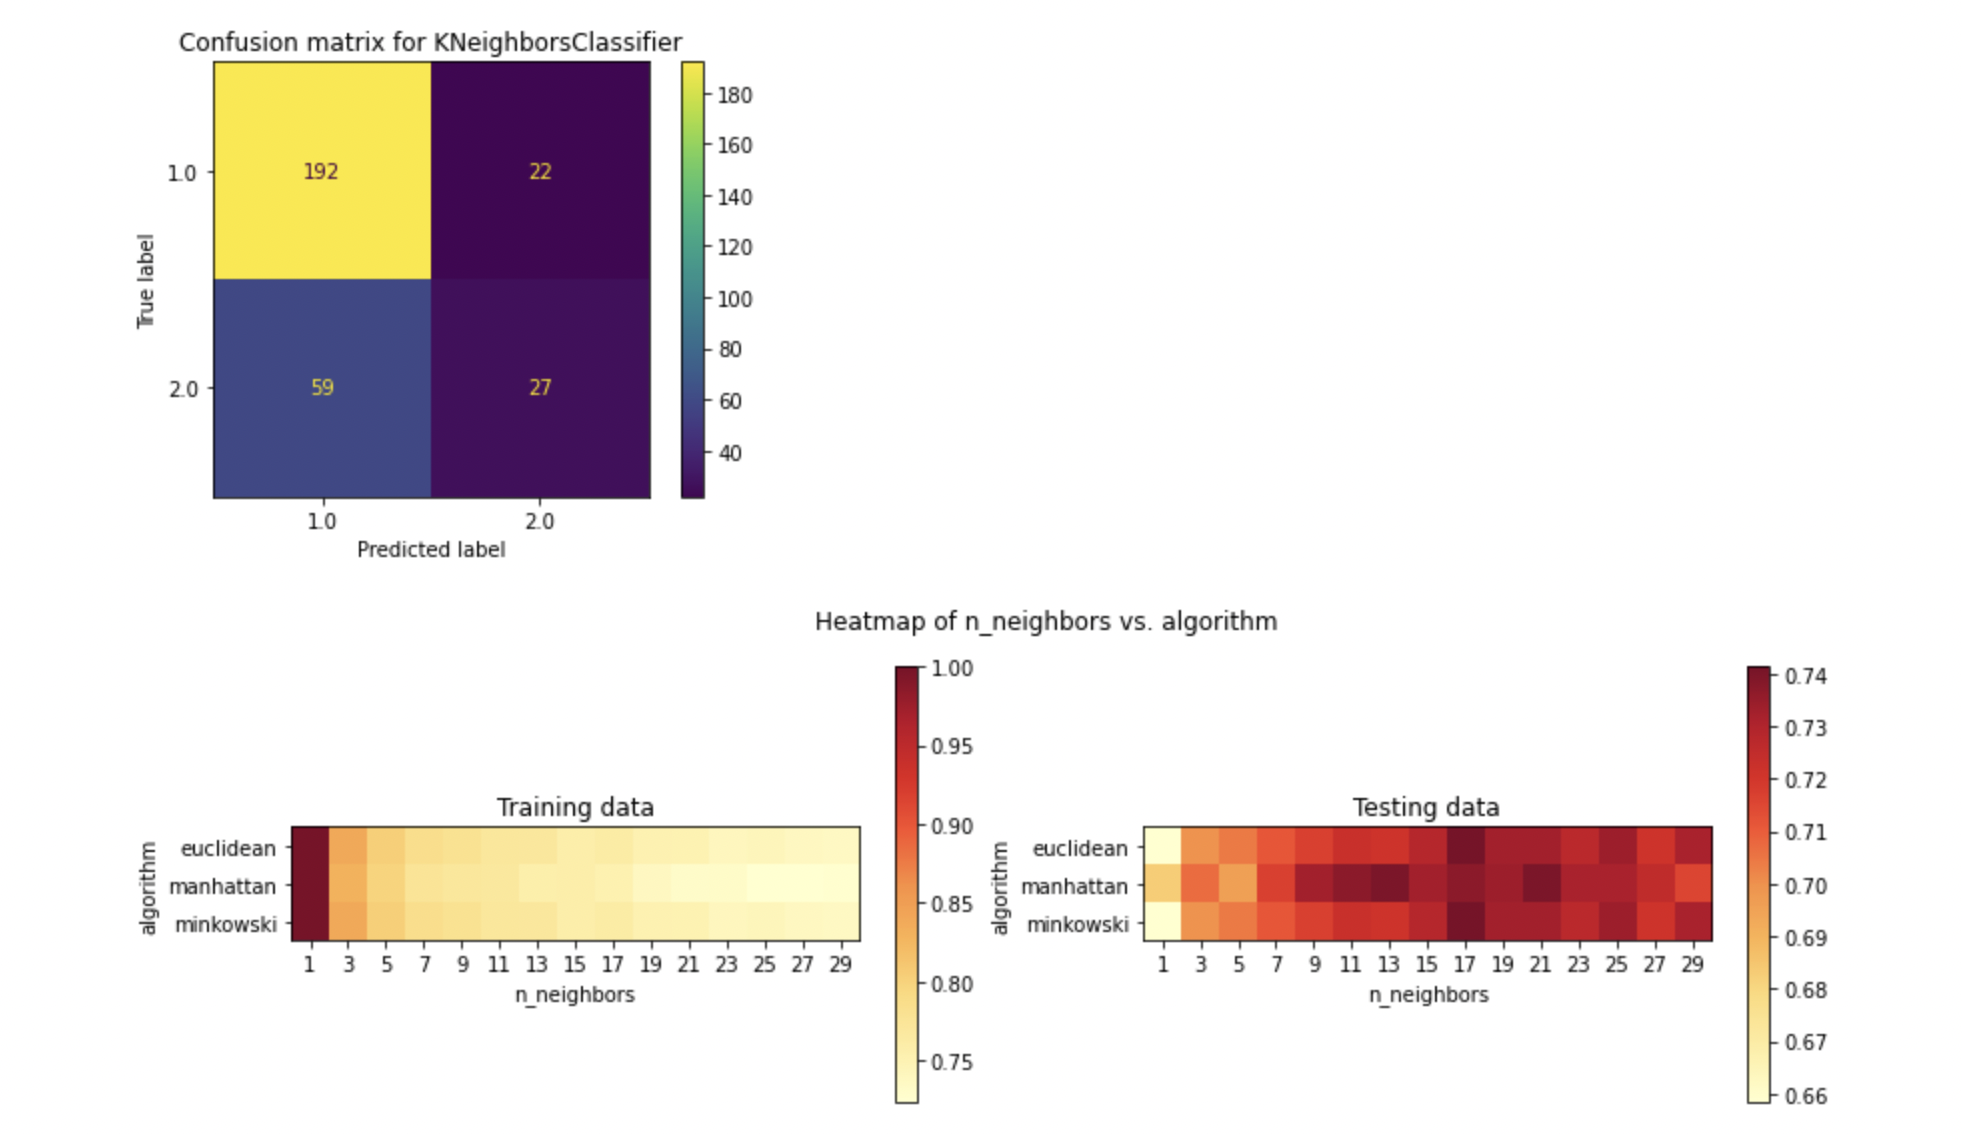 Confusion matrix for KNeighborsClassifier
180
160
140
120
100
80
60
40
192
22
59
27
1.0
2.0
True label
1.0 2.0
Predicted label
Heatmap of n_neighbors vs. algorithm
Training data
euclidean
manhattan
minkowski
algorithm
1 3 5 7 9 11 13 15 17 19 21 23 25 27 29
n_neighbors
1.00
0.95
0.90
0.85
0.80
0.75
Testing data
euclidean
manhattan
minkowski
algorithm
1 3 5 7 9 11 13 15 17 19 21 23 25 27 29
n_neighbors
0.74
0.73
0.72
0.71
0.70
0.69
0.68
0.67
0.66